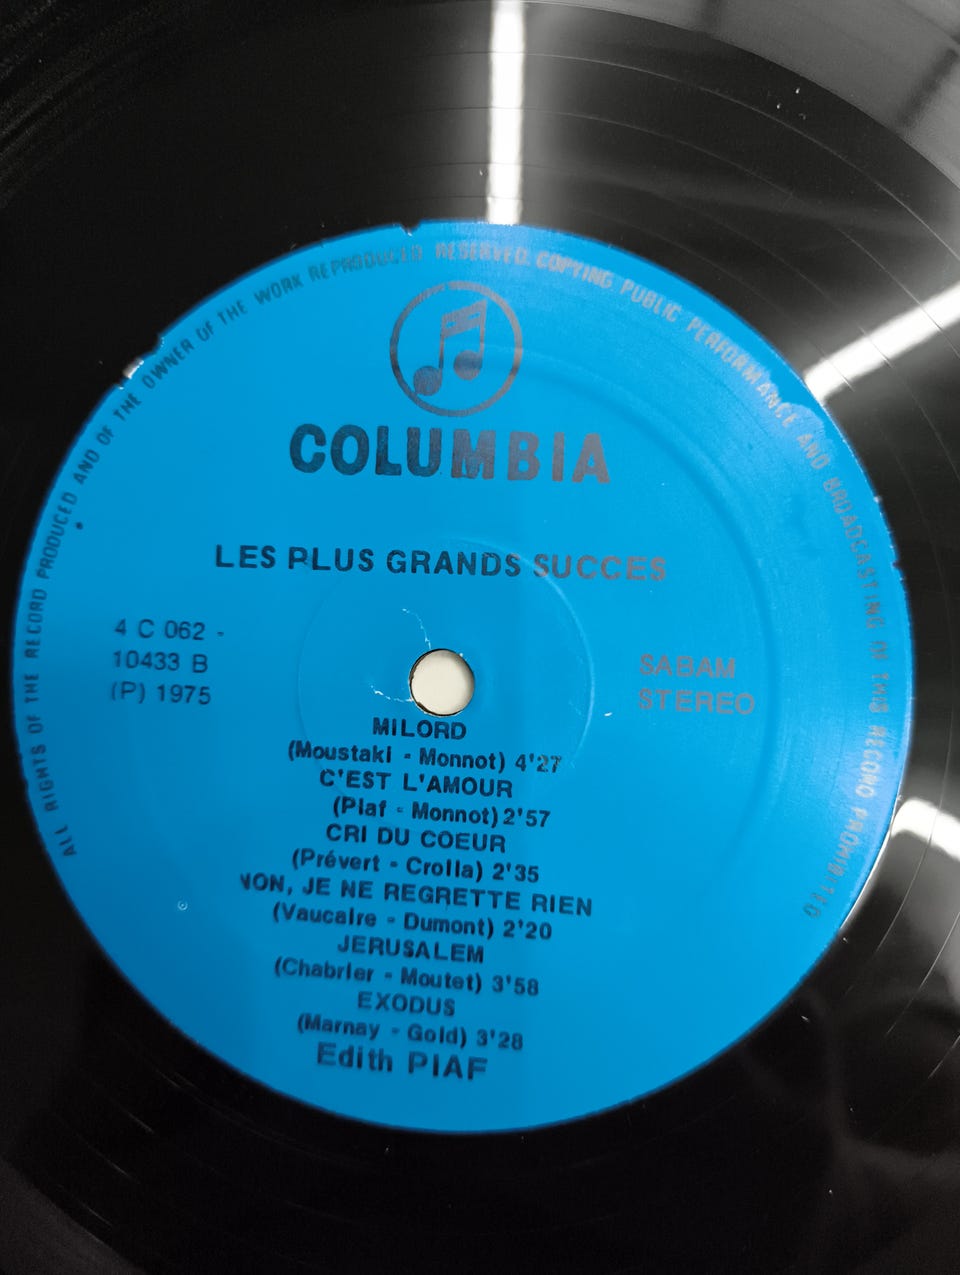 ALL RIGHTS OF THE RECORD PRODUCED AND OF THE OWNER OF THE WORK REPRODUCED RESERVED. COPYING PUBLIC PERFORMANCE AND BROADCASTING OF THIS RECORD PROHIBITED
COLUMBIA
LES PLUS GRANDS SUCCES
4 C 062 -
10433 B
(P) 1975
SABAM
STEREO
MILORD
(Moustaki - Monnot) 4'27
C'EST L'AMOUR
(Piaf - Monnot) 2'57
CRI DU COEUR
(Prévert - Crolla) 2'35
NON, JE NE REGRETTE RIEN
(Vaucaire - Dumont) 2'20
JERUSALEM
(Chabrier - Moutet) 3'58
EXODUS
(Marnay - Gold) 3'28
Edith PIAF